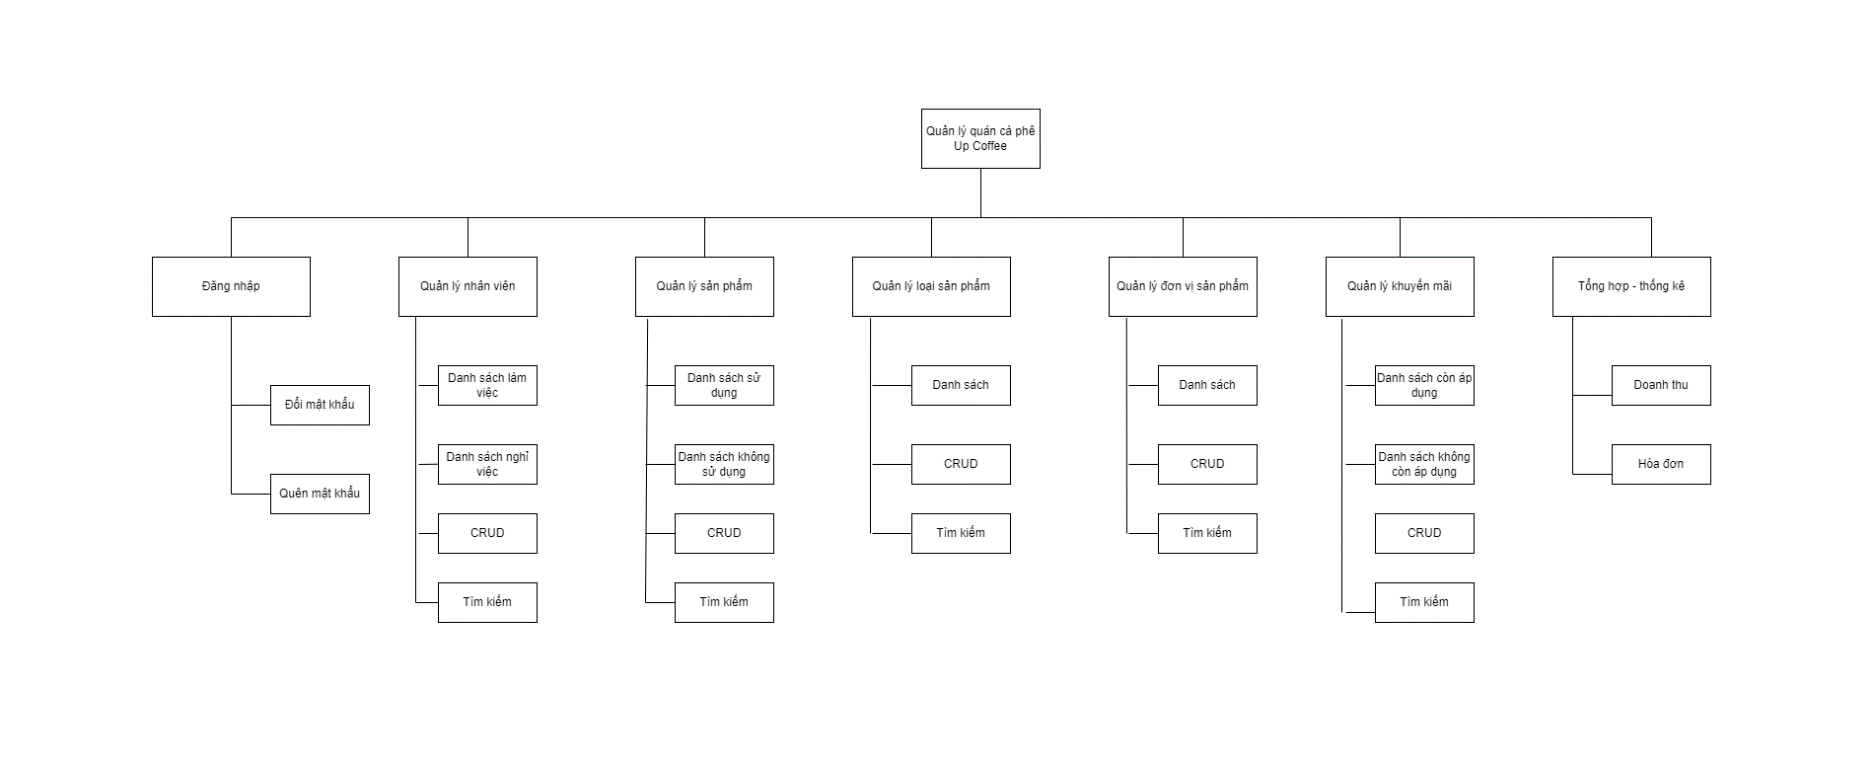 Quản lý quán cà phê
Up Coffee
Đăng nhập
Quản lý nhân viên
Quản lý sản phẩm
Quản lý loại sản phẩm
Quản lý đơn vị sản phẩm
Quản lý khuyến mãi
Tổng hợp - thống kê
Đổi mật khẩu
Quên mật khẩu
Danh sách làm
việc
Danh sách nghỉ
việc
CRUD
Tìm kiếm
Danh sách sử
dụng
Danh sách không
sử dụng
CRUD
Tìm kiếm
Danh sách
CRUD
Tìm kiếm
Danh sách
CRUD
Tìm kiếm
Danh sách còn áp
dụng
Danh sách không
còn áp dụng
CRUD
Tìm kiếm
Doanh thu
Hóa đơn